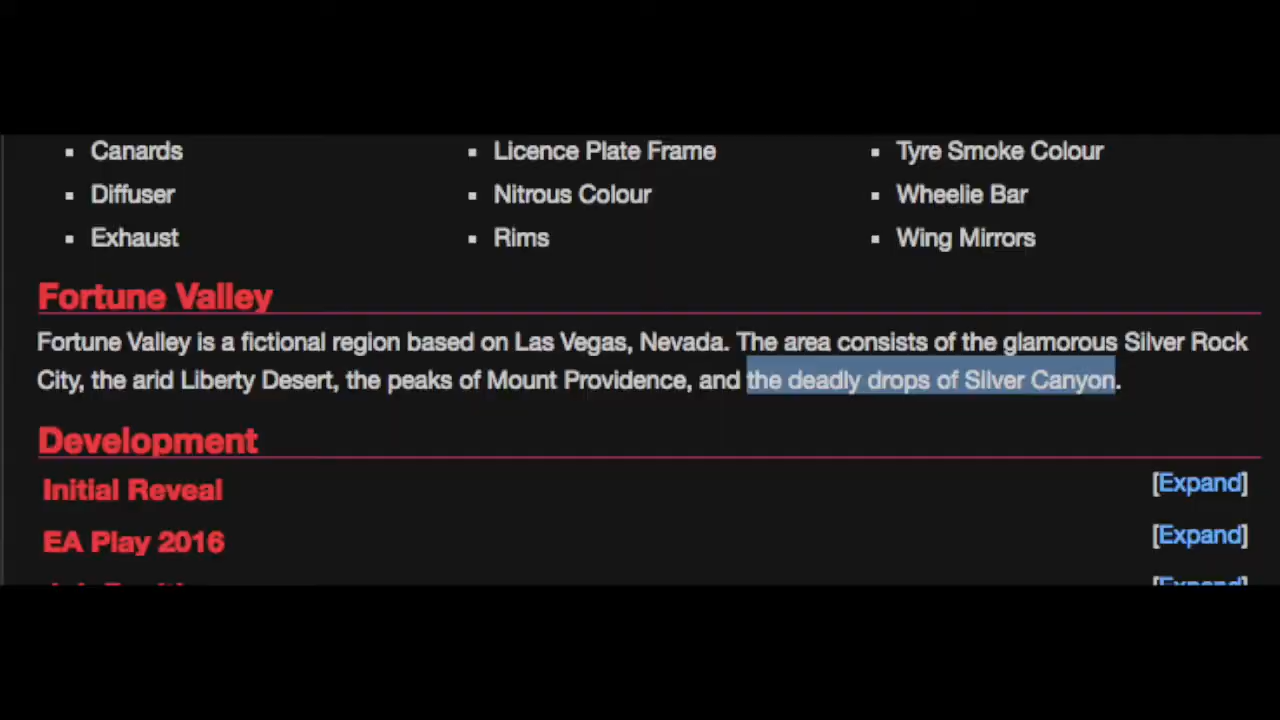 Canards
Licence Plate Frame
Tyre Smoke Colour
Diffuser
Nitrous Colour
Wheelie Bar
Exhaust
Rims
Wing Mirrors
Fortune Valley
Fortune Valley is a fictional region based on Las Vegas, Nevada. The area consists of the glamorous Silver Rock
City, the arid Liberty Desert, the peaks of Mount Providence, and the deadly drops of Silver Canyon.
Development
Initial Reveal
[Expand]
EA Play 2016
[Expand]
[Expand]